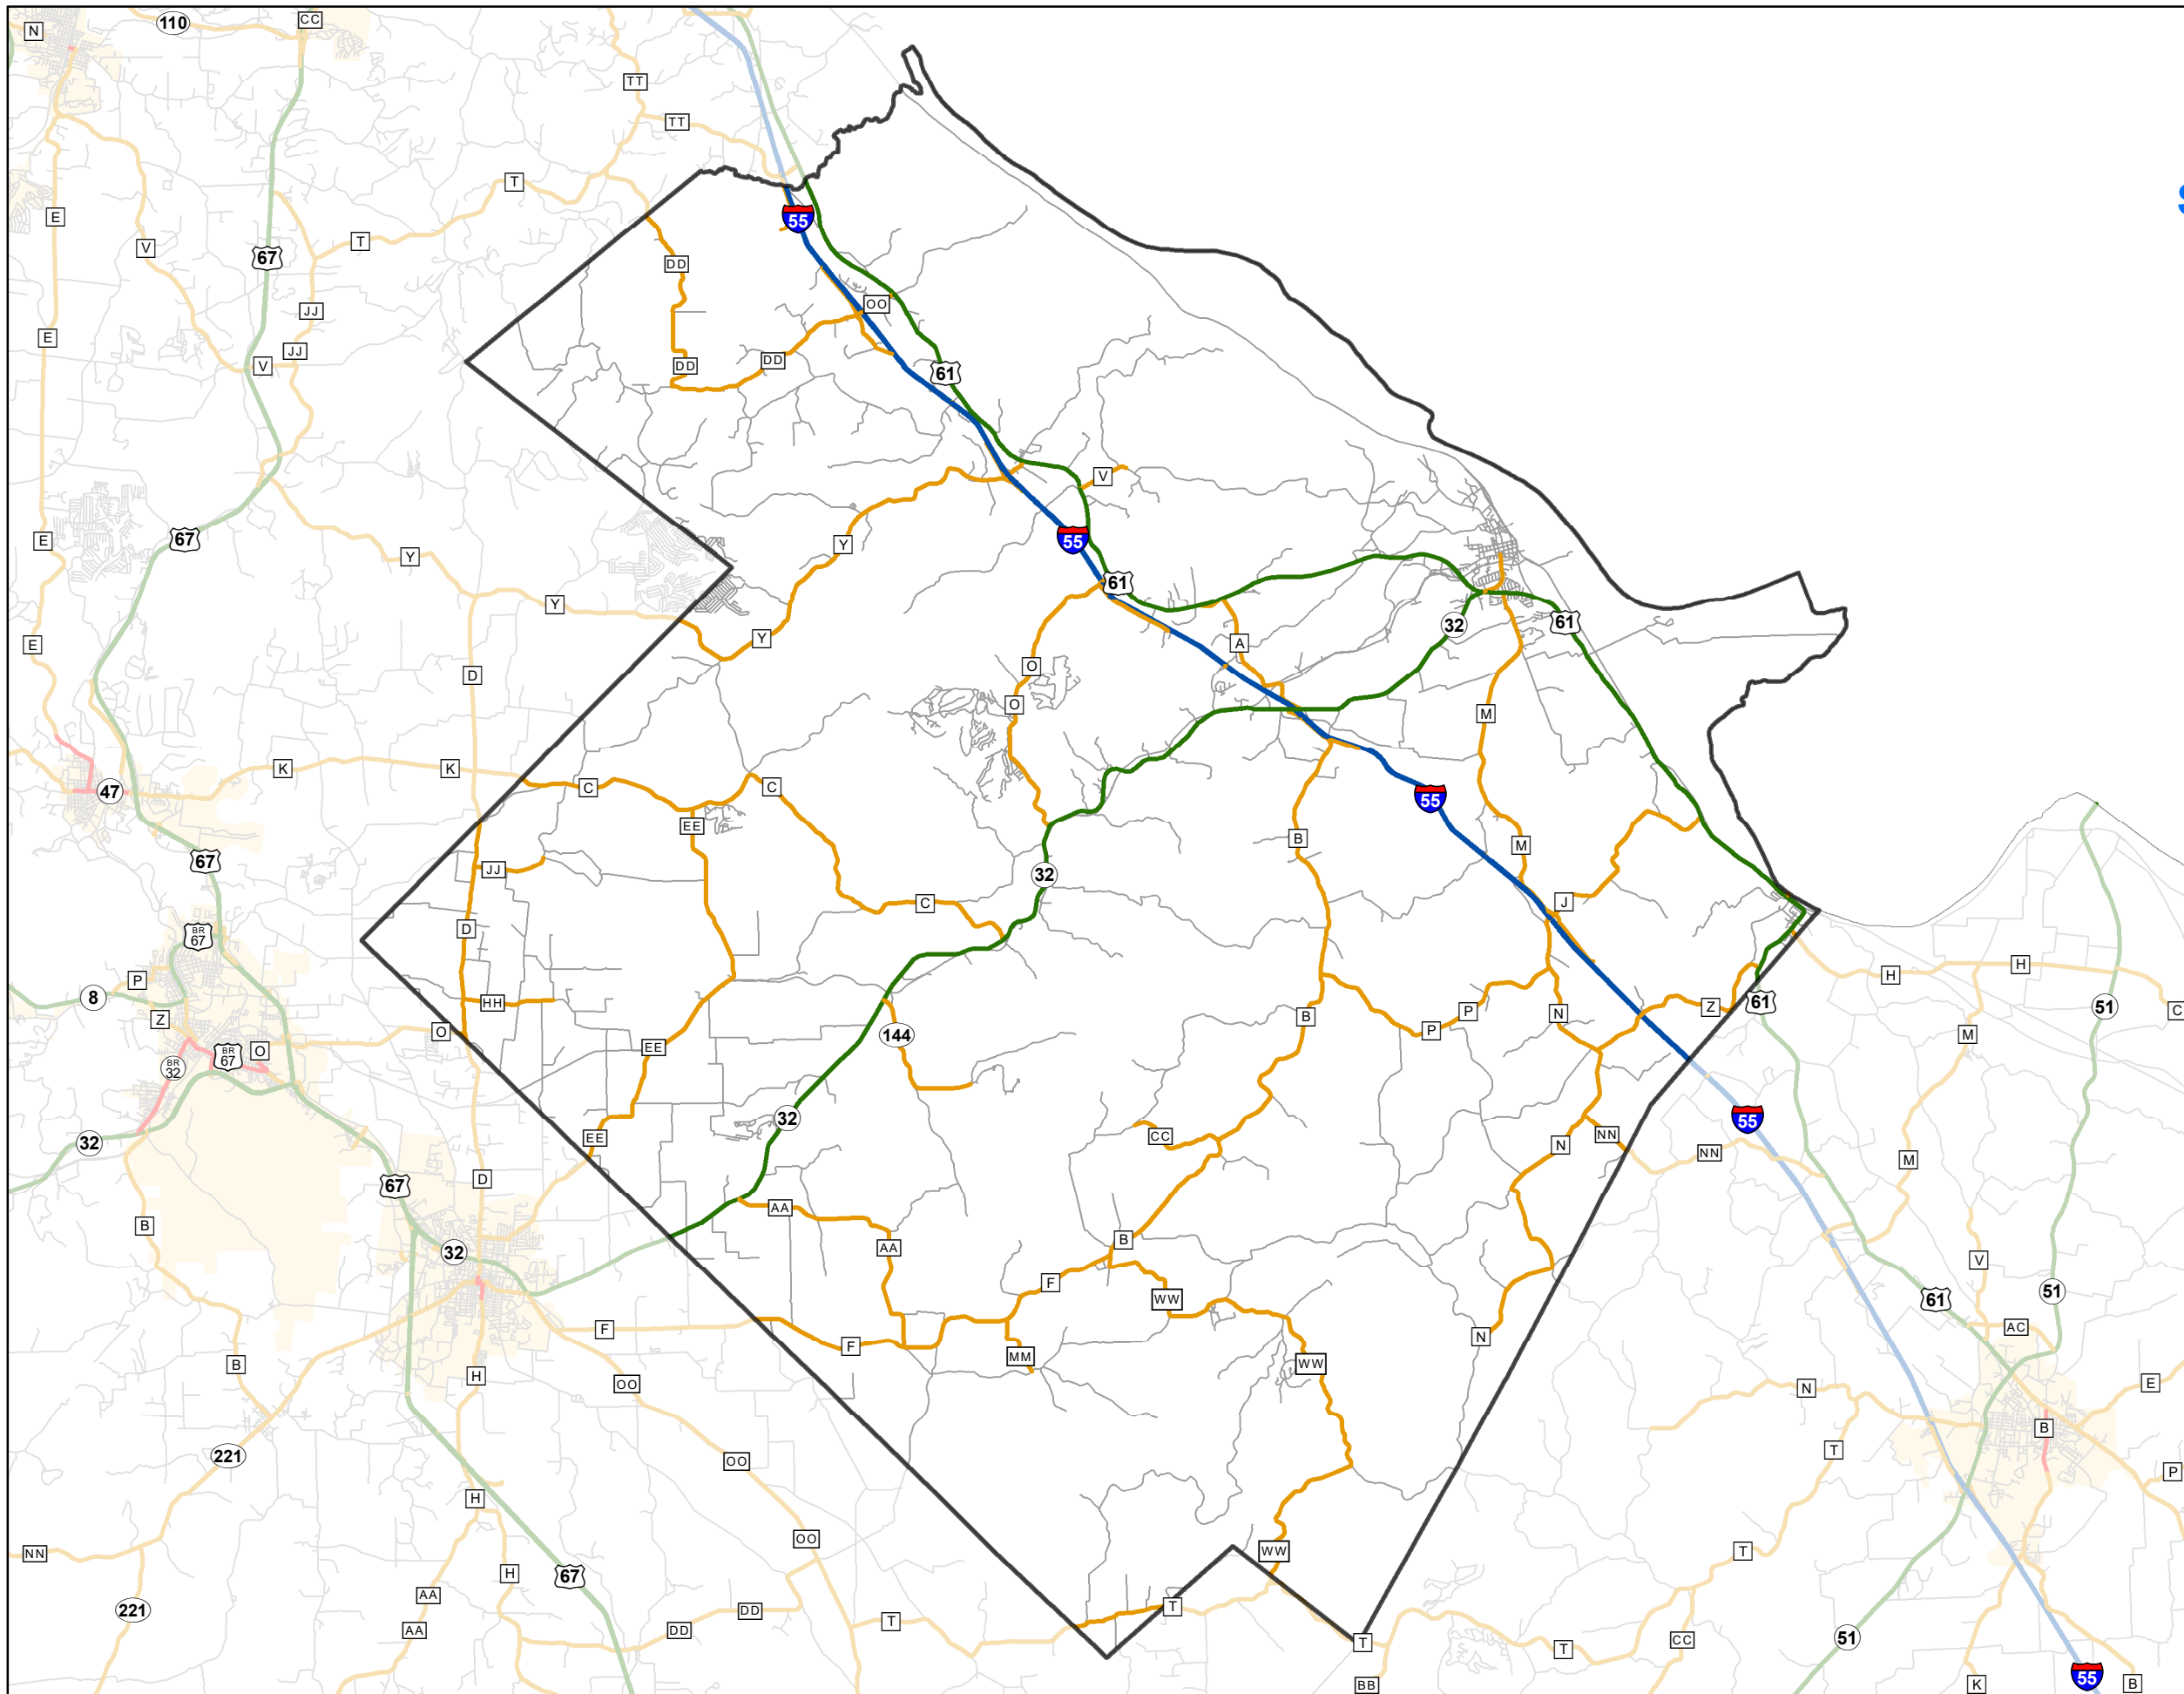 N
110
CC
TT
TT
T
E
V
T
67
55
DD
JJ
OO
E
JJ
V
DD
DD
61
V
E
67
Y
Y
55
Y
61
E
Y
A
32
61
D
O
O
M
K
K
C
C
47
55
EE
B
M
67
JJ
32
C
J
D
BR
67
P
8
HH
H
H
Z
61
51
C
Z
O
O
144
B
P
P
N
M
EE
BR
67
BR
32
32
55
32
EE
CC
N
NN
NN
M
D
67
AA
B
B
AA
32
F
WW
V
61
51
F
F
MM
WW
N
AC
B
H
OO
N
E
B
T
221
OO
P
H
NN
OO
WW
T
H
67
AA
221
DD
T
T
AA
DD
T
T
CC
51
BB
K
55
B